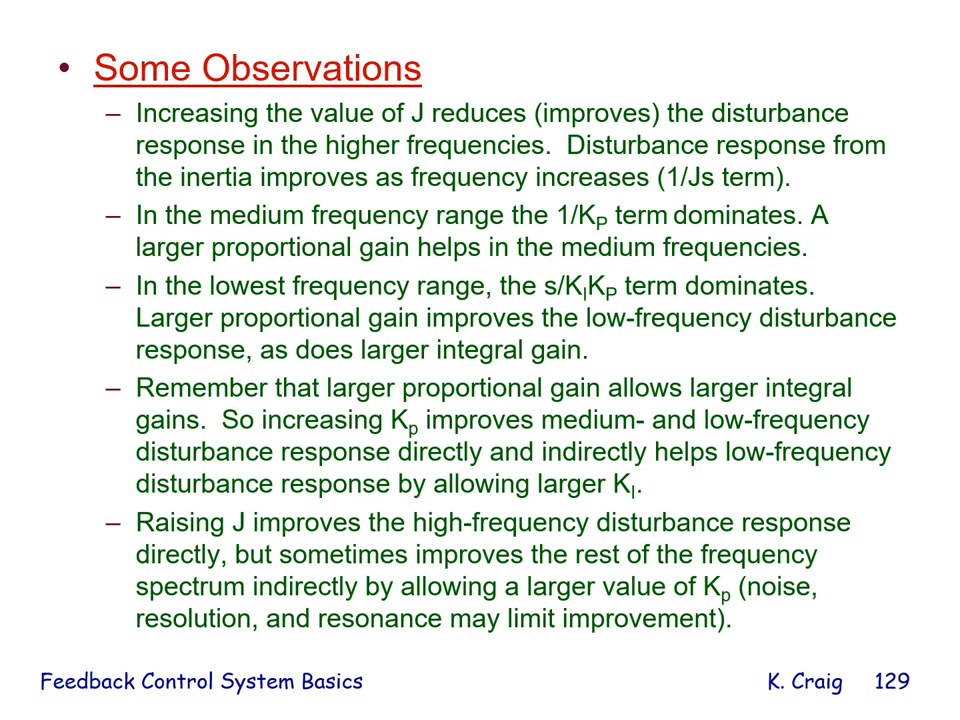 • Some Observations
– Increasing the value of J reduces (improves) the disturbance
response in the higher frequencies.  Disturbance response from
the inertia improves as frequency increases (1/Js term).
– In the medium frequency range the 1/KP term dominates. A
larger proportional gain helps in the medium frequencies.
– In the lowest frequency range, the s/KIKP term dominates.
Larger proportional gain improves the low-frequency disturbance
response, as does larger integral gain.
– Remember that larger proportional gain allows larger integral
gains.  So increasing Kp improves medium- and low-frequency
disturbance response directly and indirectly helps low-frequency
disturbance response by allowing larger KI.
– Raising J improves the high-frequency disturbance response
directly, but sometimes improves the rest of the frequency
spectrum indirectly by allowing a larger value of Kp (noise,
resolution, and resonance may limit improvement).
Feedback Control System Basics K. Craig 129